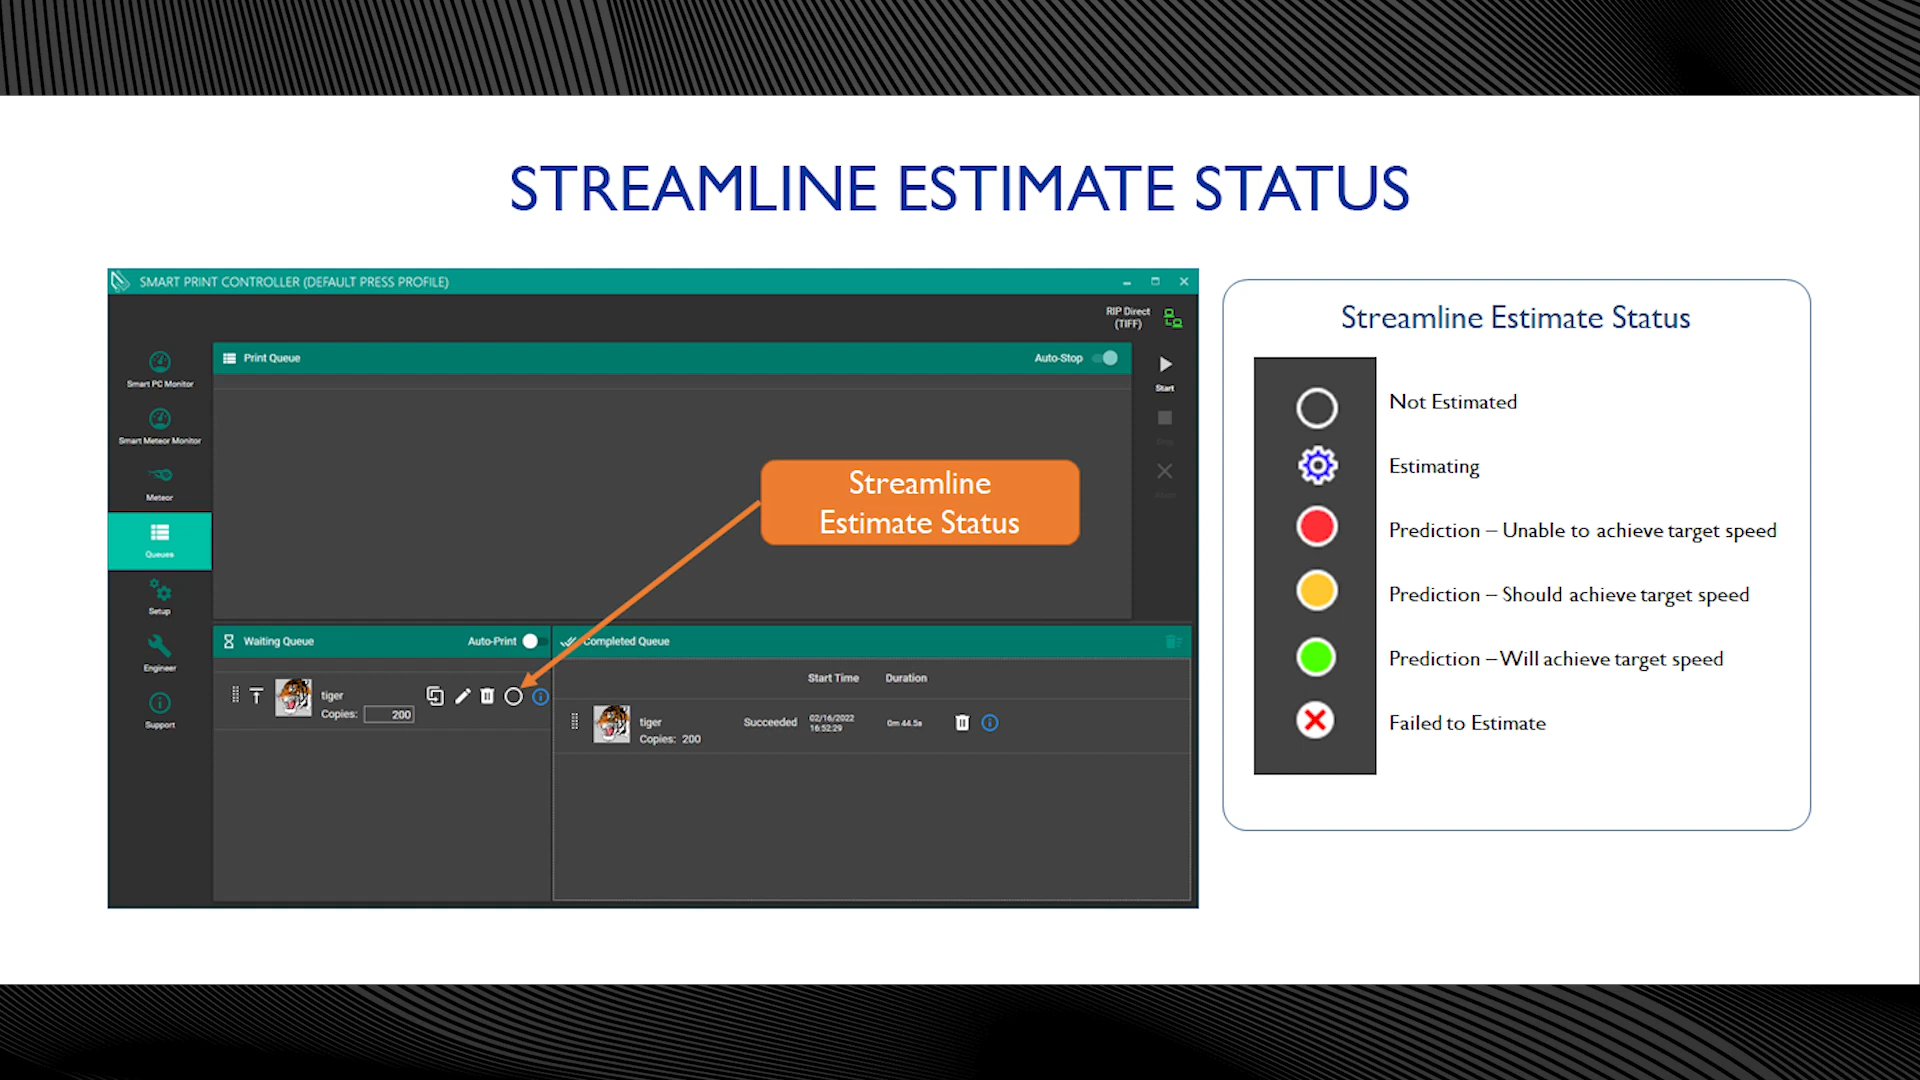 STREAMLINE ESTIMATE STATUS
SMART PRINT CONTROLLER (DEFAULT PRESS PROFILE)
RIP Direct
(TIFF)
Smart PC Monitor
Smart Meteor Monitor
Meteor
Queues
Setup
Engineer
Support
Print Queue
Auto-Stop
Start
Streamline
Estimate Status
Waiting Queue
Auto-Print
tiger
Copies: 200
Completed Queue
Start Time Duration
tiger
Copies: 200
Succeeded
02/16/2022
16:52:29
0m 44.5s
Streamline Estimate Status
Not Estimated
Estimating
Prediction – Unable to achieve target speed
Prediction – Should achieve target speed
Prediction – Will achieve target speed
Failed to Estimate